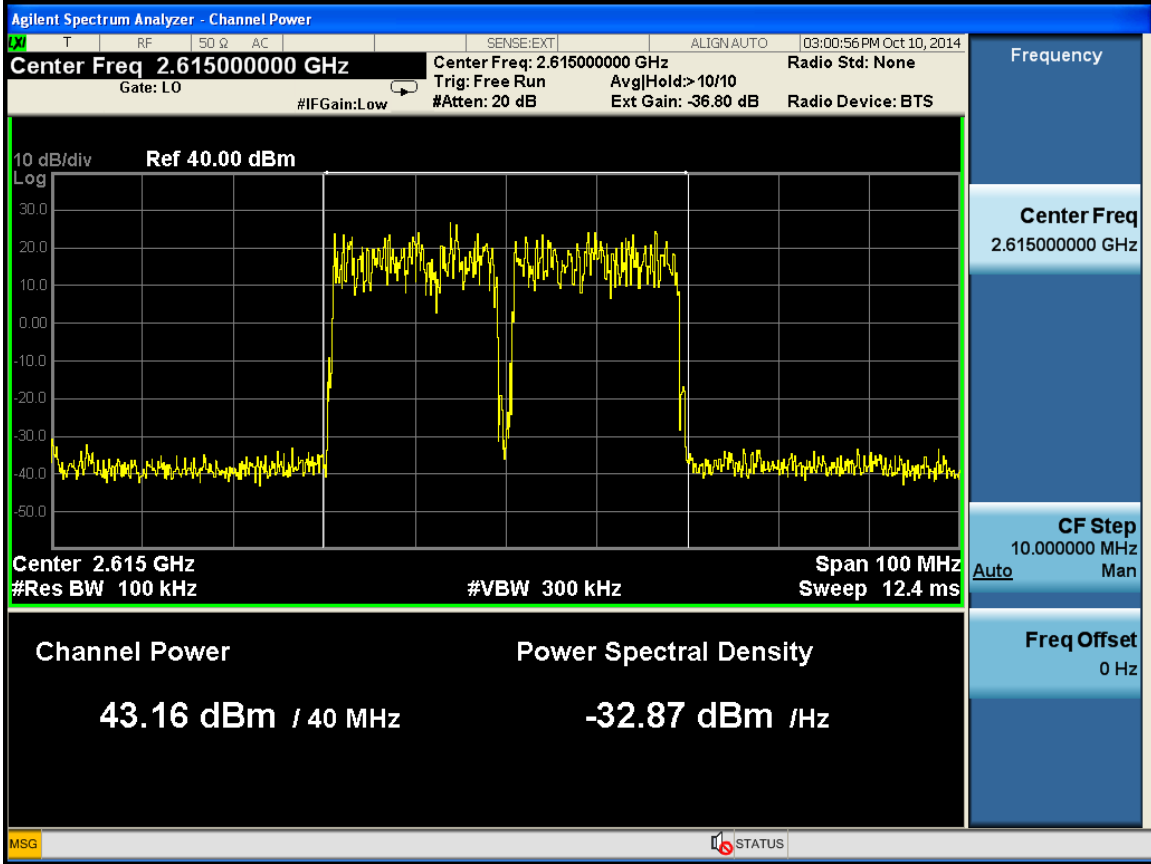 Agilent Spectrum Analyzer - Channel Power
LXI T RF 50 Ω AC SENSE:EXT ALIGN AUTO 03:00:56 PM Oct 10, 2014
Center Freq 2.615000000 GHz
Gate: LO
#IFGain:Low
Center Freq: 2.615000000 GHz
Trig: Free Run
#Atten: 20 dB
Avg|Hold:> 10/10
Ext Gain: -36.80 dB
Radio Std: None
Radio Device: BTS
10 dB/div Ref 40.00 dBm
Log
30.0
20.0
10.0
0.00
-10.0
-20.0
-30.0
-40.0
-50.0
Center 2.615 GHz Span 100 MHz
#Res BW 100 kHz #VBW 300 kHz Sweep 12.4 ms
Channel Power
43.16 dBm / 40 MHz
Power Spectral Density
-32.87 dBm /Hz
Frequency
Center Freq
2.615000000 GHz
CF Step
10.000000 MHz
Auto Man
Freq Offset
0 Hz
MSG STATUS